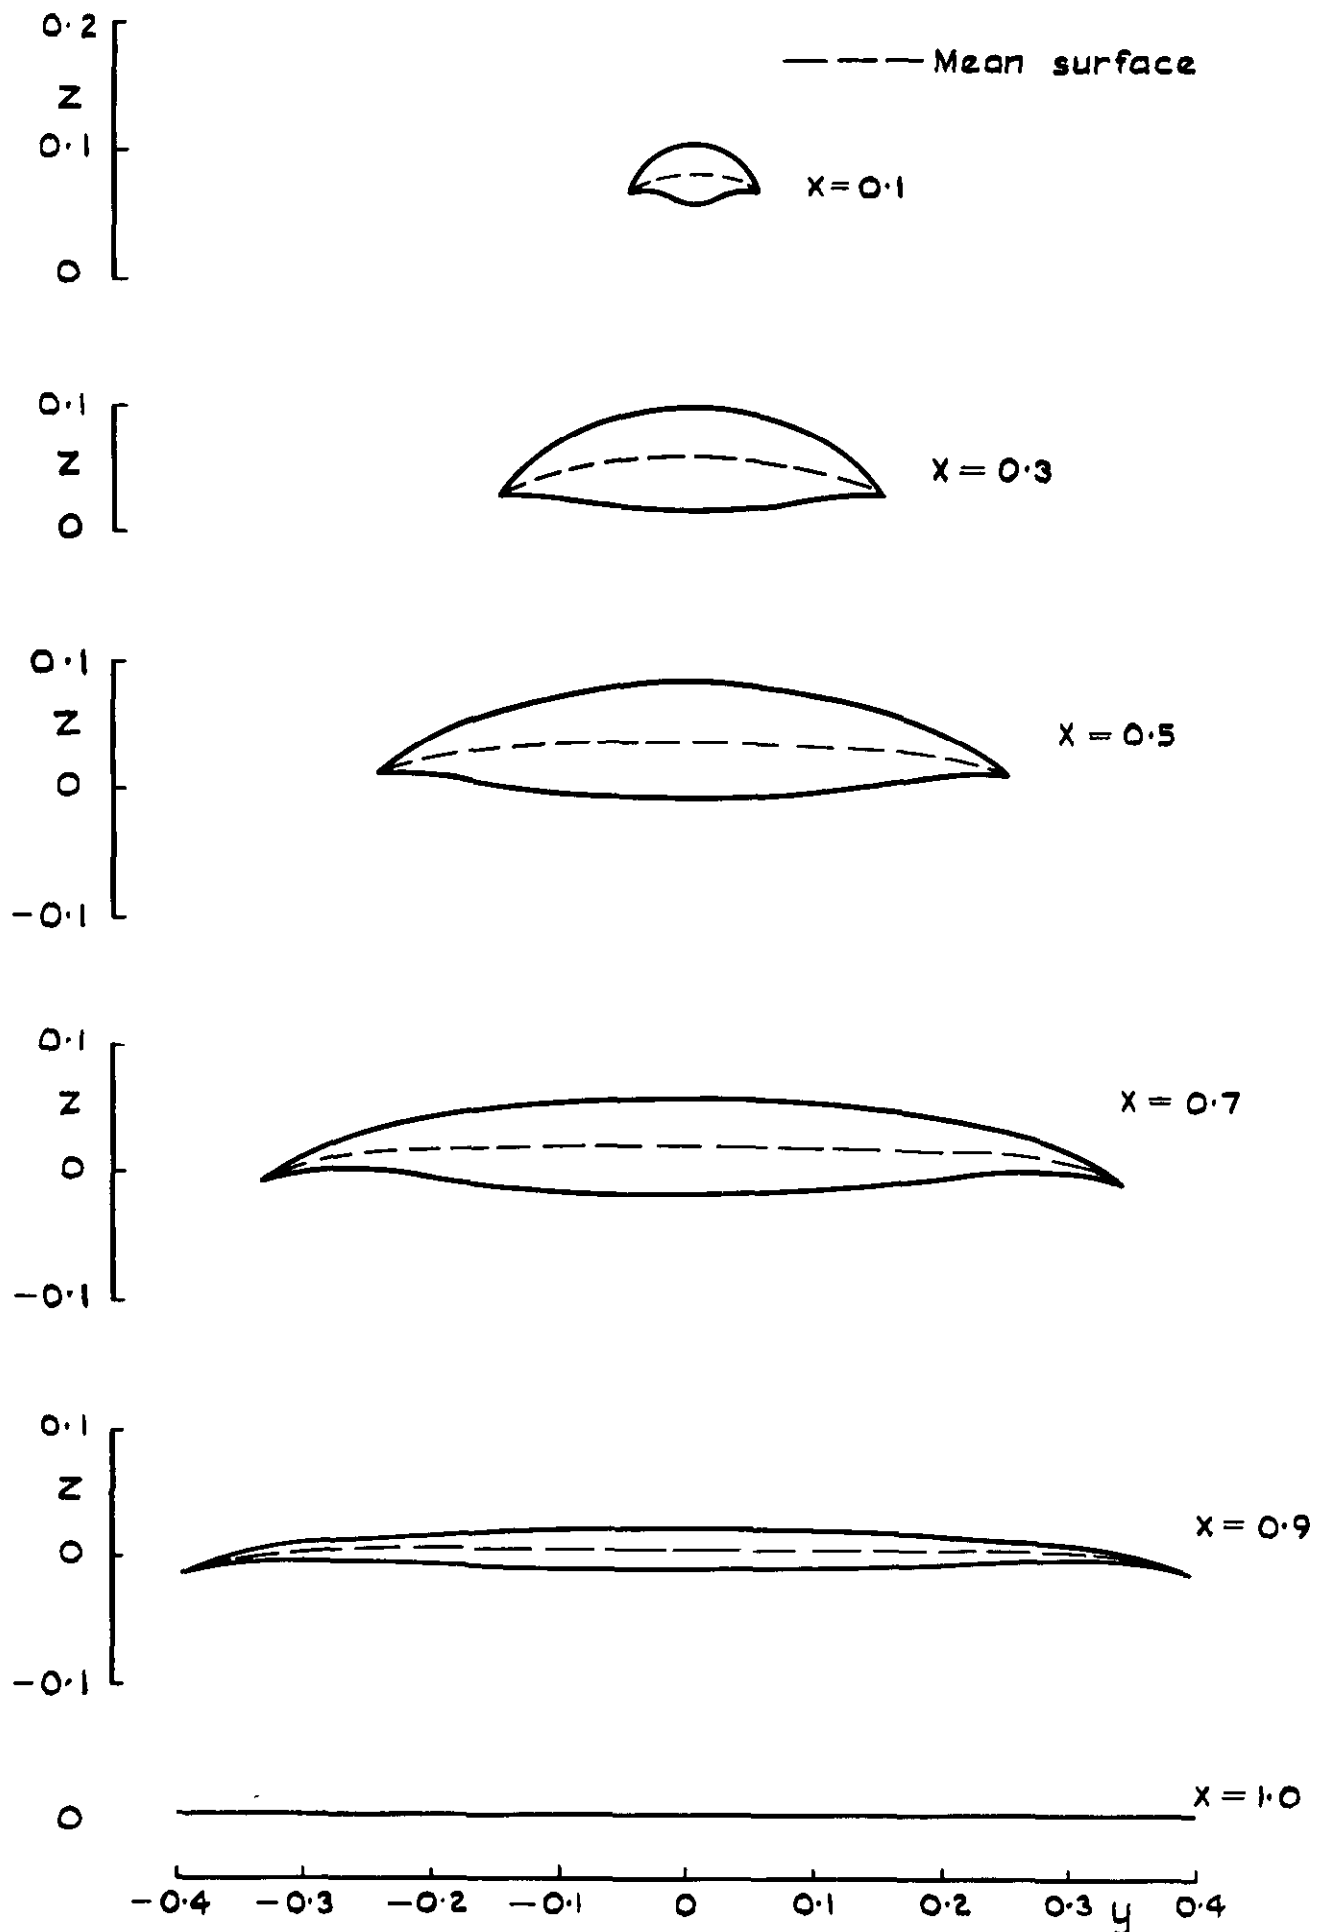 0·2
— — — Mean surface
Z
0·1
X = 0·1
0
0·1
Z
X = 0·3
0
0·1
Z
X = 0·5
0
-0·1
0·1
Z
X = 0·7
0
-0·1
0·1
Z
X = 0·9
0
-0·1
X = 1·0
0
-0·4 -0·3 -0·2 -0·1 0 0·1 0·2 0·3 y 0·4